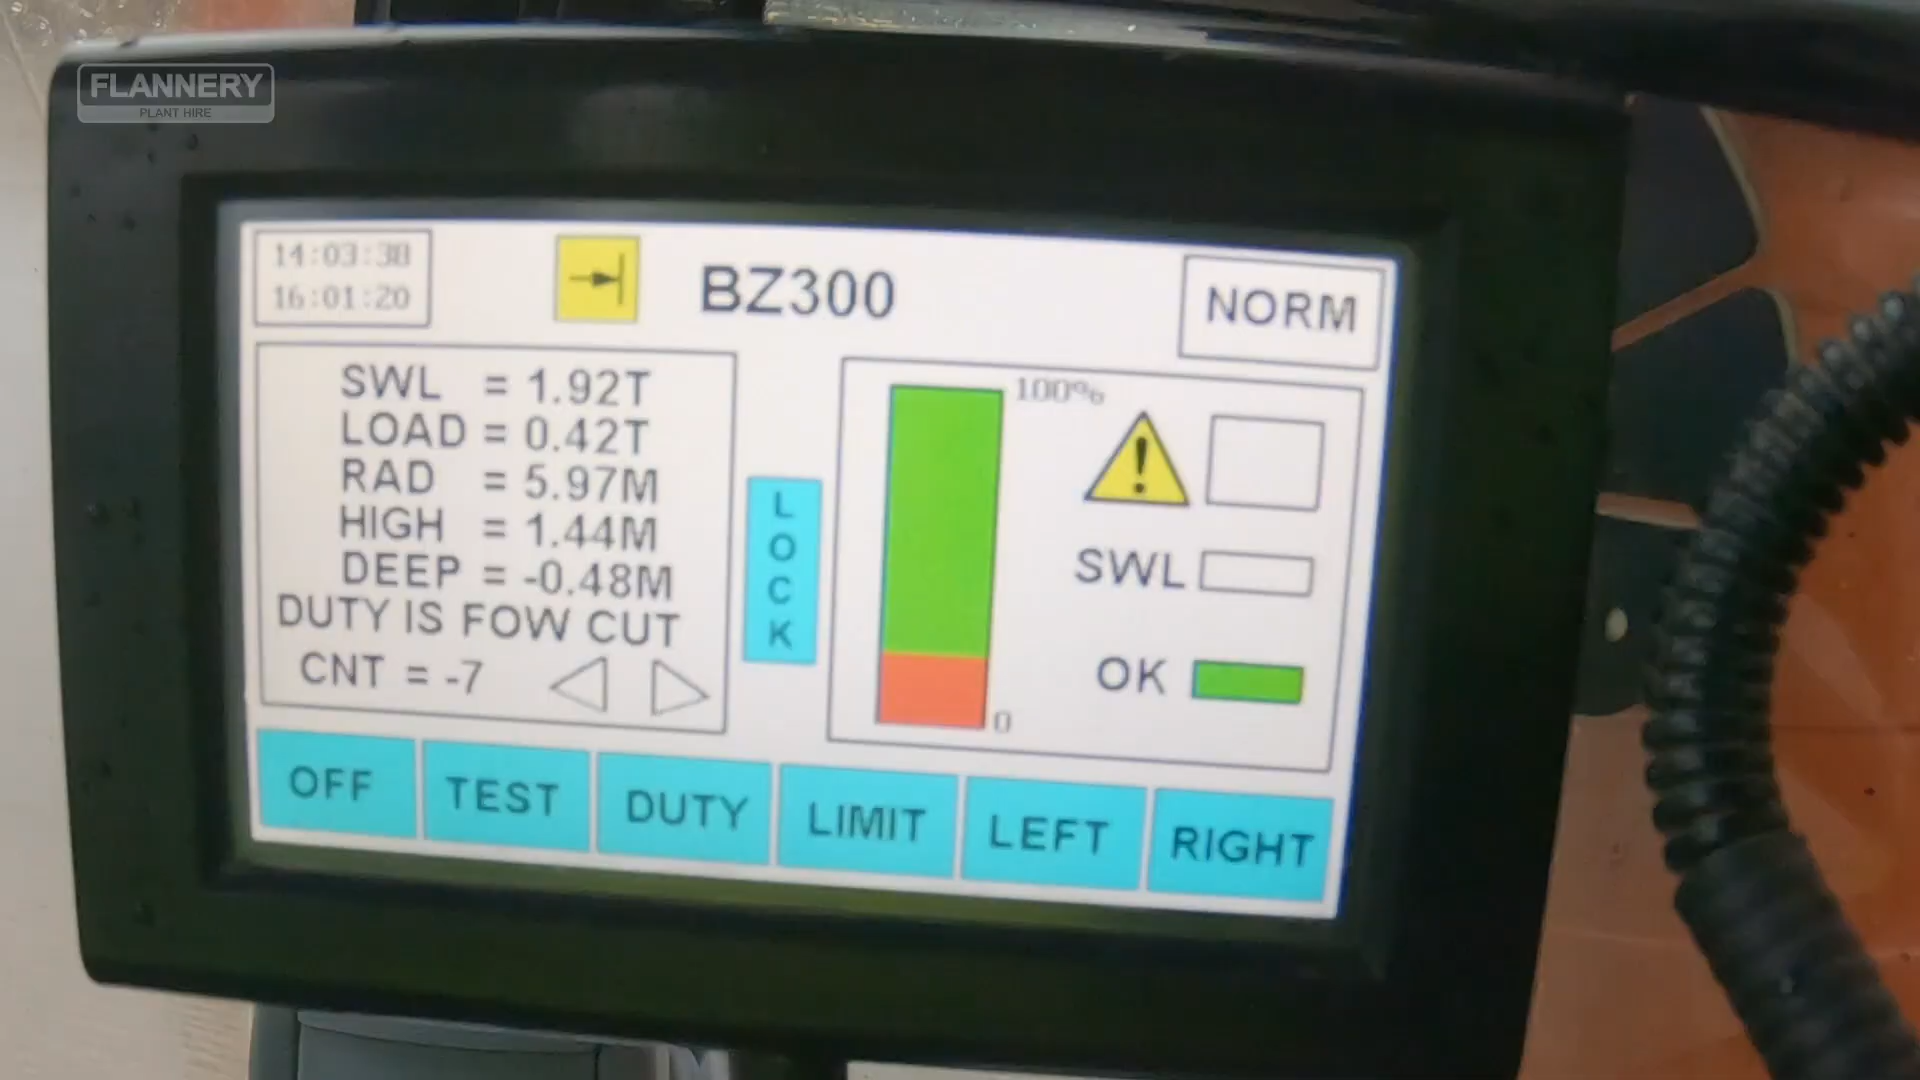 FLANNERY
PLANT HIRE
14:03:38
16:01:20
BZ300
NORM
SWL = 1.92T
LOAD = 0.42T
RAD = 5.97M
HIGH = 1.44M
DEEP = -0.48M
DUTY IS FOW CUT
CNT = -7
LOCK
100%
0
!
SWL
OK
OFF
TEST
DUTY
LIMIT
LEFT
RIGHT